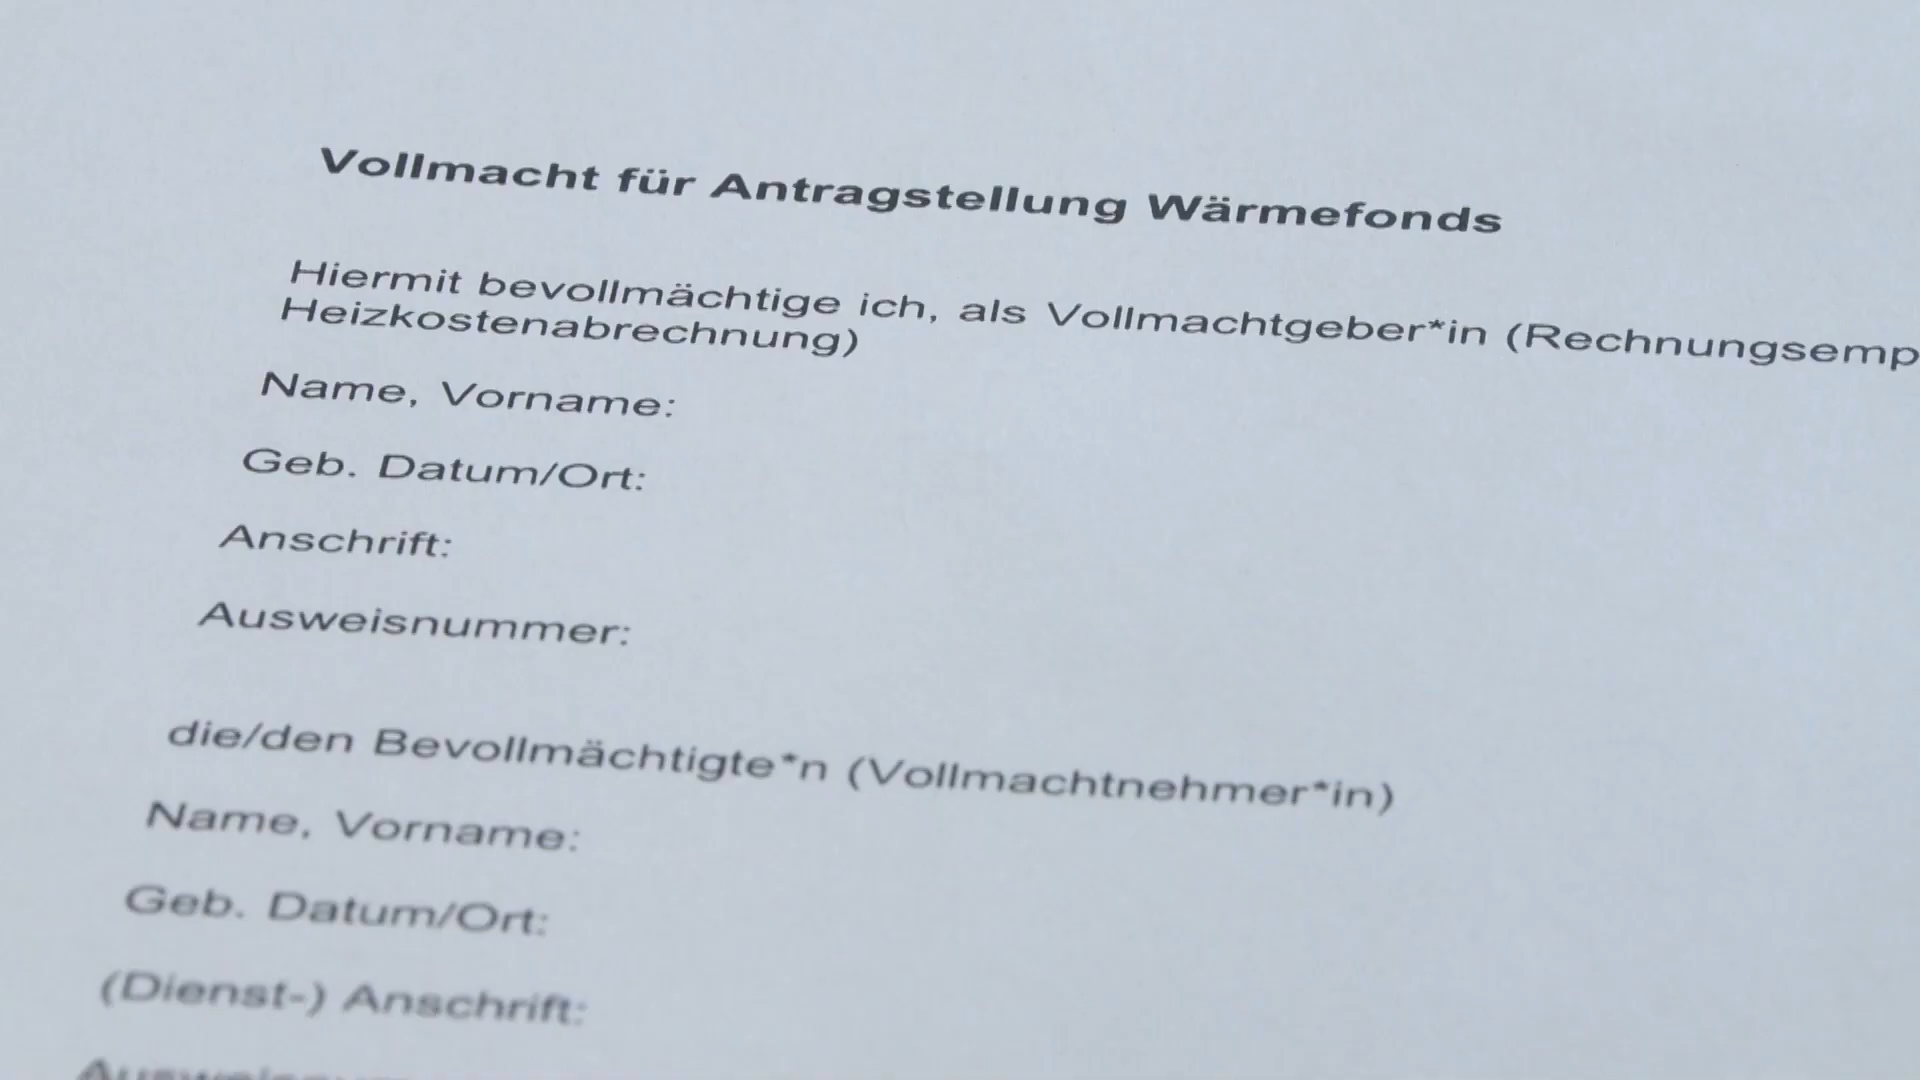 Vollmacht für Antragstellung Wärmefonds
Hiermit bevollmächtige ich, als Vollmachtgeber*in (Rechnungsemp
Heizkostenabrechnung)
Name, Vorname:
Geb. Datum/Ort:
Anschrift:
Ausweisnummer:
die/den Bevollmächtigte*n (Vollmachtnehmer*in)
Name, Vorname:
Geb. Datum/Ort:
(Dienst-) Anschrift: